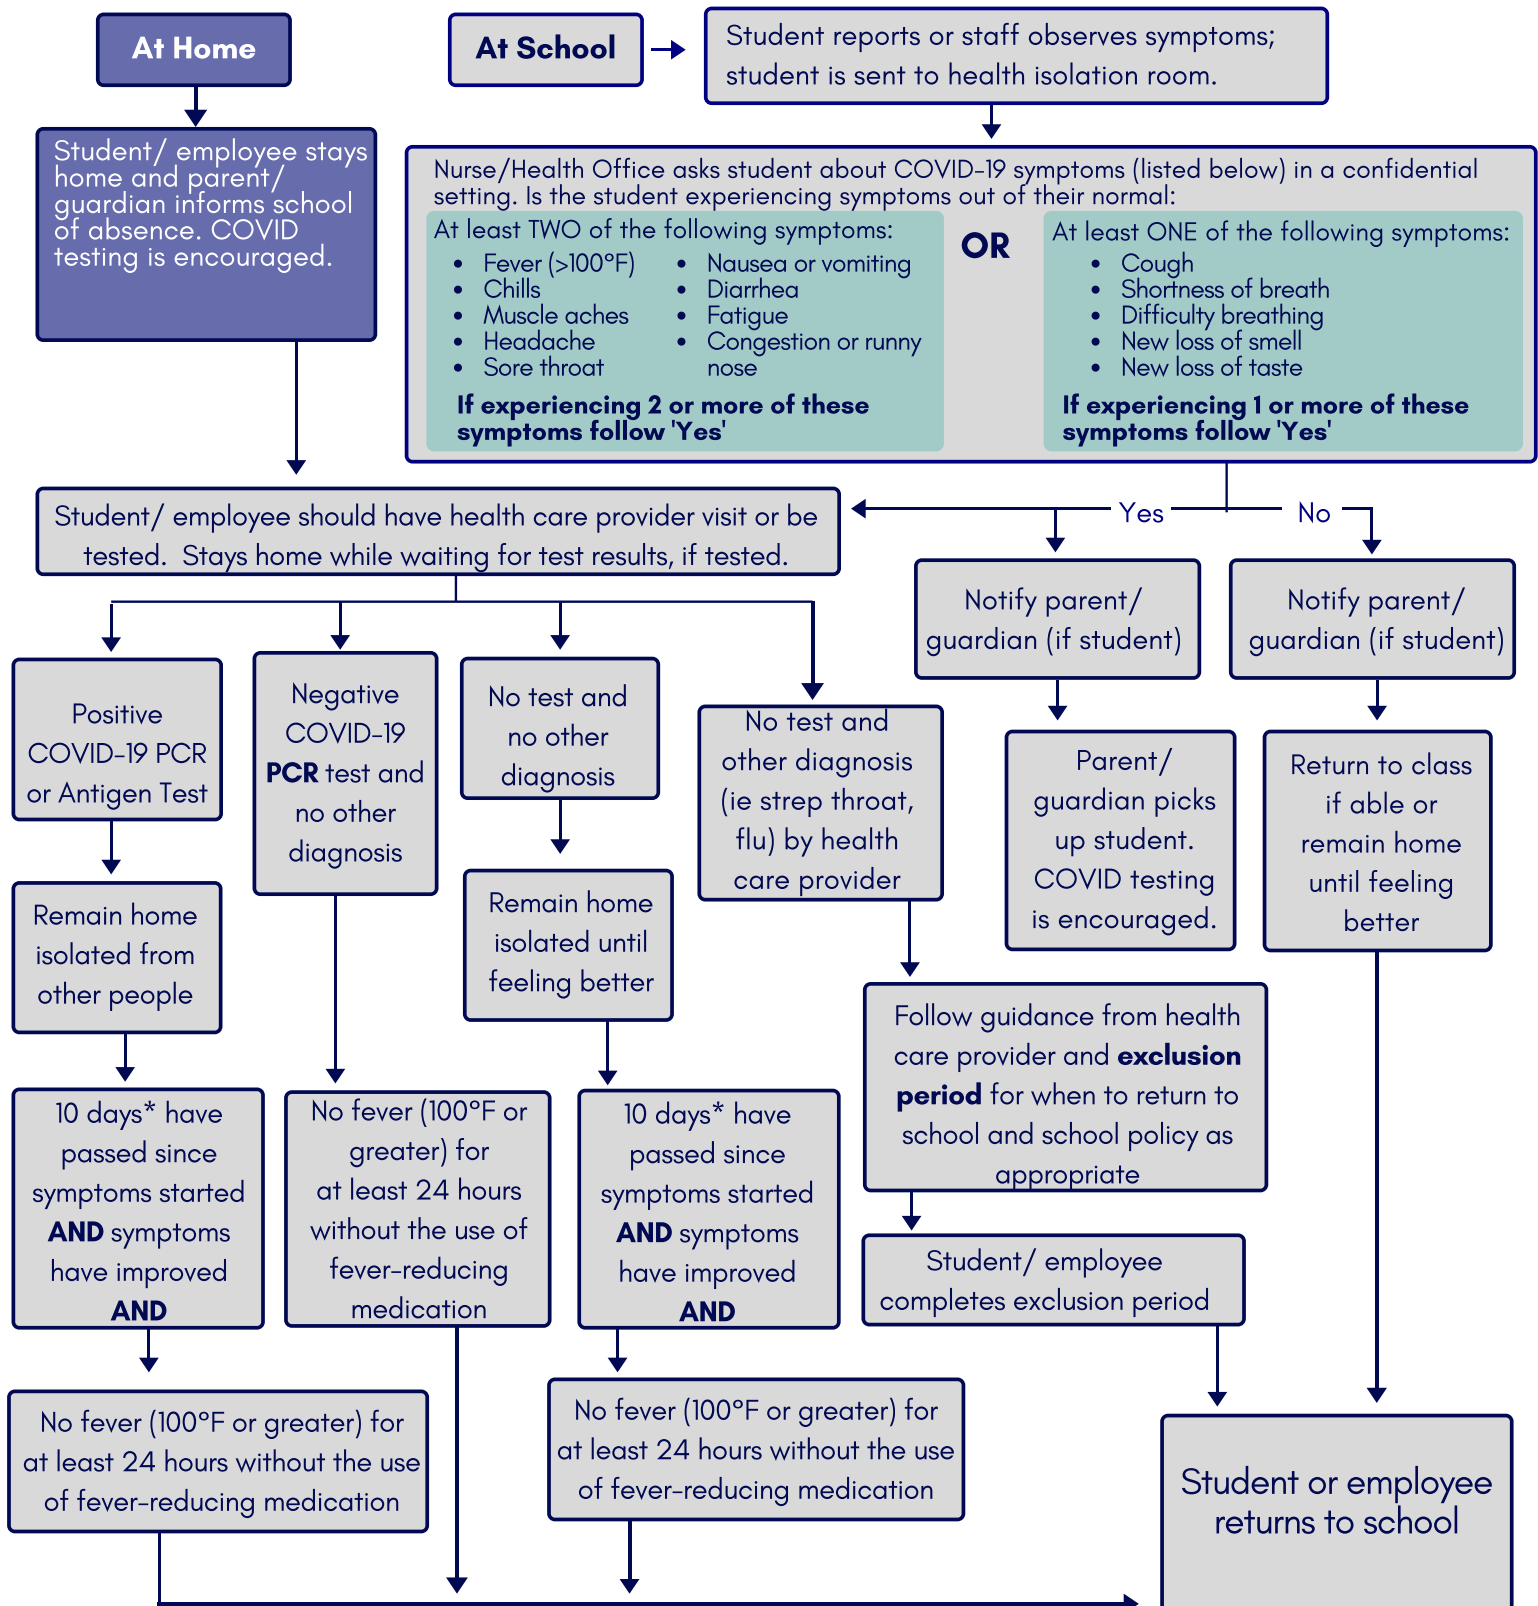 At Home
At School
Student reports or staff observes symptoms;
student is sent to health isolation room.
Student/ employee stays
home and parent/
guardian informs school
of absence. COVID
testing is encouraged.
Nurse/Health Office asks student about COVID-19 symptoms (listed below) in a confidential
setting. Is the student experiencing symptoms out of their normal:
At least TWO of the following symptoms:
• Fever (>100°F)
• Chills
• Muscle aches
• Headache
• Sore throat
• Nausea or vomiting
• Diarrhea
• Fatigue
• Congestion or runny
nose
If experiencing 2 or more of these
symptoms follow 'Yes'
OR
At least ONE of the following symptoms:
• Cough
• Shortness of breath
• Difficulty breathing
• New loss of smell
• New loss of taste
If experiencing 1 or more of these
symptoms follow 'Yes'
Yes
No
Student/ employee should have health care provider visit or be
tested. Stays home while waiting for test results, if tested.
Notify parent/
guardian (if student)
Notify parent/
guardian (if student)
Positive
COVID-19 PCR
or Antigen Test
Negative
COVID-19
PCR test and
no other
diagnosis
No test and
no other
diagnosis
No test and
other diagnosis
(ie strep throat,
flu) by health
care provider
Parent/
guardian picks
up student.
COVID testing
is encouraged.
Return to class
if able or
remain home
until feeling
better
Remain home
isolated from
other people
Remain home
isolated until
feeling better
Follow guidance from health
care provider and exclusion
period for when to return to
school and school policy as
appropriate
10 days* have
passed since
symptoms started
AND symptoms
have improved
AND
No fever (100°F or
greater) for
at least 24 hours
without the use of
fever-reducing
medication
10 days* have
passed since
symptoms started
AND symptoms
have improved
AND
Student/ employee
completes exclusion period
No fever (100°F or greater) for
at least 24 hours without the use
of fever-reducing medication
No fever (100°F or greater) for
at least 24 hours without the use
of fever-reducing medication
Student or employee
returns to school